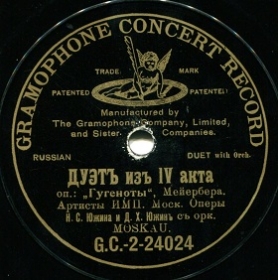 GRAMOPHONE CONCERT RECORD
TRADE MARK
PATENTED PATENTED
Manufactured by
The Gramophone Company, Limited,
and Sister Companies.
RUSSIAN DUET with Orch.
ДУЭТЪ изъ IV акта
оп.: „Гугеноты“, Мейербера.
Артисты ИМП. Моск. Оперы
Н. С. Южина и Д. Х. Южинъ съ орк.
MOSKAU.
G.C.-2-24024